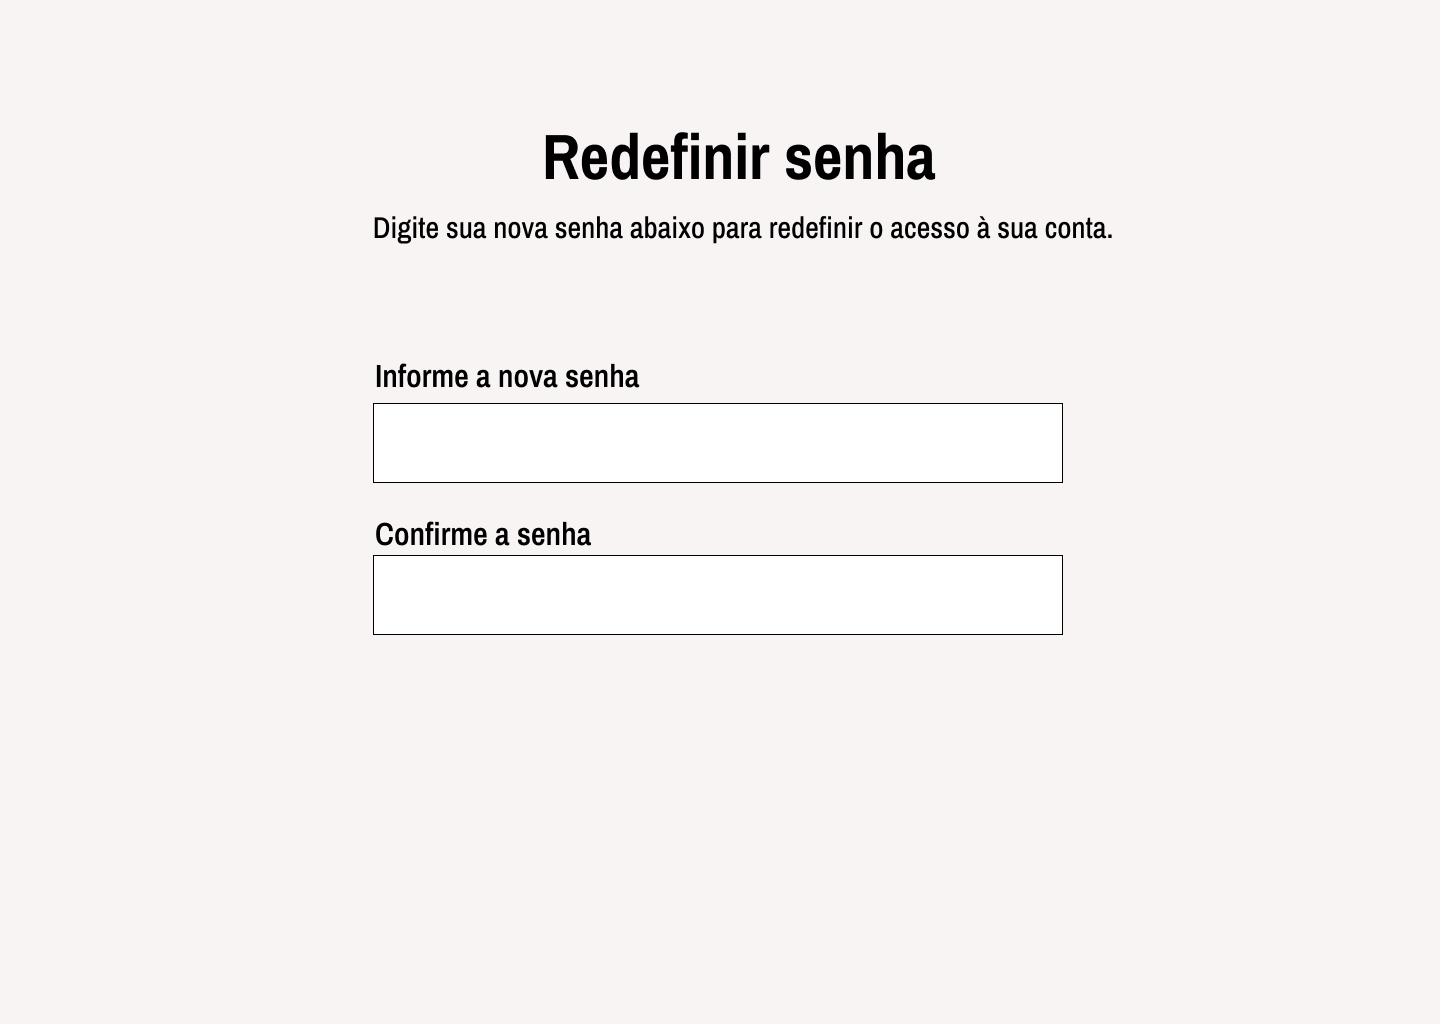 Redefinir senha
Digite sua nova senha abaixo para redefinir o acesso à sua conta.
Informe a nova senha
Confirme a senha